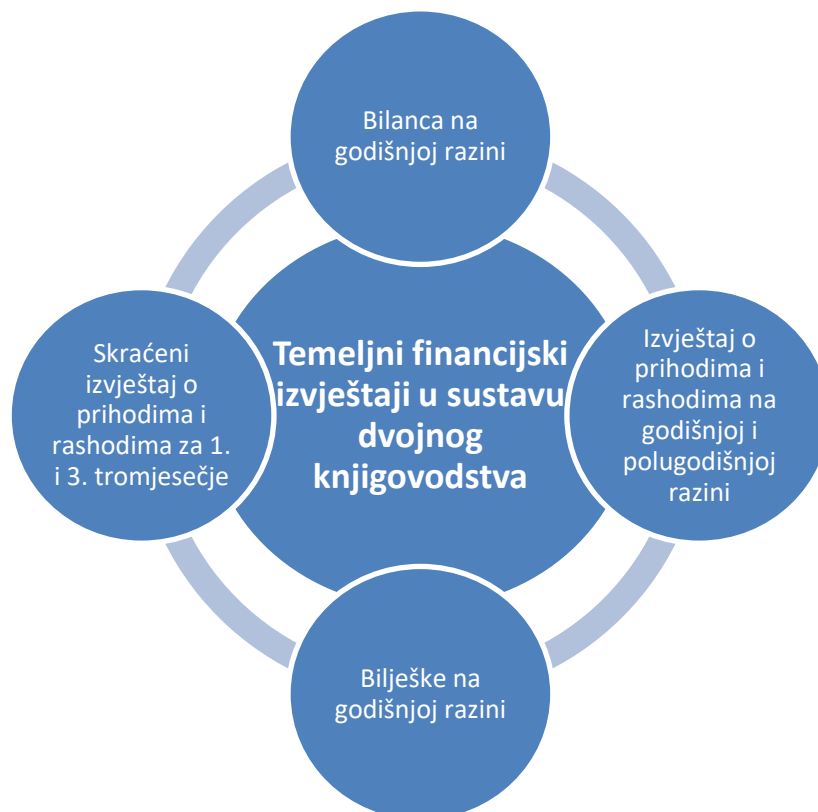 Bilanca na
godišnjoj razini
Temeljni financijski
izvještaji u sustavu
dvojnog
knjigovodstva
Izvještaj o
prihodima i
rashodima na
godišnjoj i
polugodišnjoj
razini
Bilješke na
godišnjoj razini
Skraćeni
izvještaj o
prihodima i
rashodima za 1.
i 3. tromjesečje